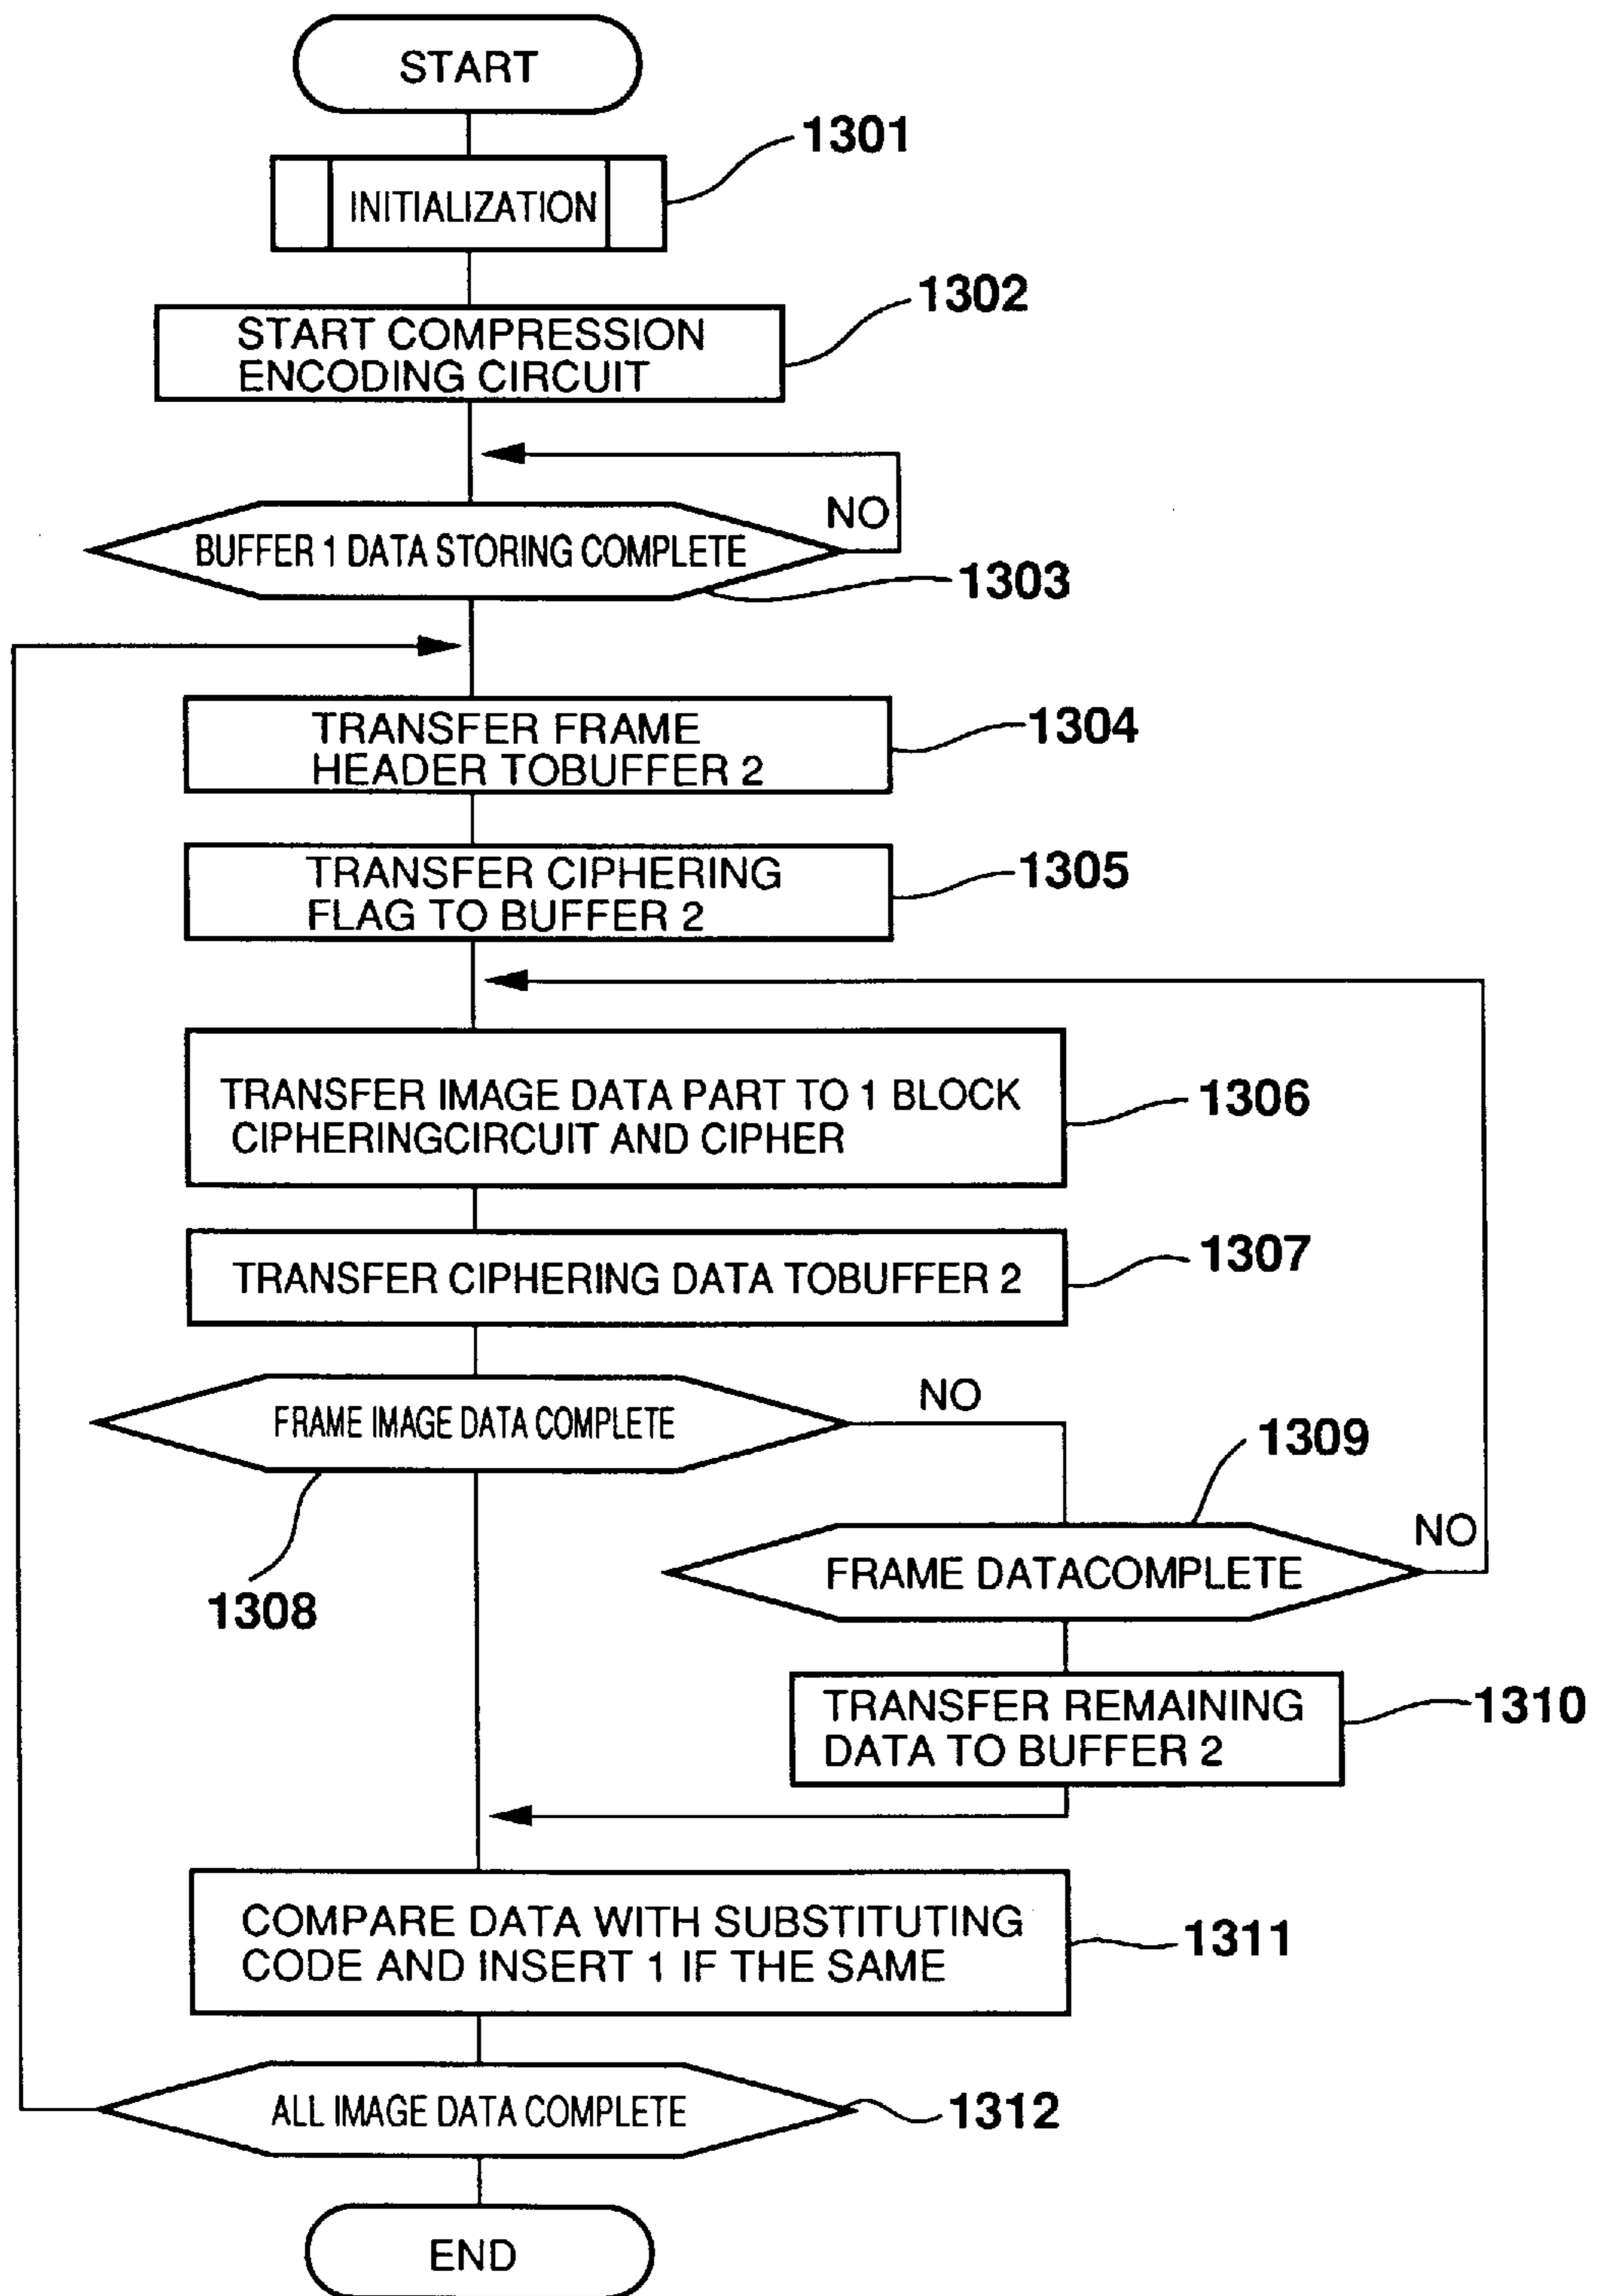 START
1301
INITIALIZATION
1302
START COMPRESSION
ENCODING CIRCUIT
NO
BUFFER 1 DATA STORING COMPLETE
1303
TRANSFER FRAME
HEADER TOBUFFER 2
1304
TRANSFER CIPHERING
FLAG TO BUFFER 2
1305
TRANSFER IMAGE DATA PART TO 1 BLOCK
CIPHERINGCIRCUIT AND CIPHER
1306
TRANSFER CIPHERING DATA TOBUFFER 2
1307
NO
FRAME IMAGE DATA COMPLETE
1309
NO
FRAME DATACOMPLETE
1308
TRANSFER REMAINING
DATA TO BUFFER 2
1310
COMPARE DATA WITH SUBSTITUTING
CODE AND INSERT 1 IF THE SAME
1311
ALL IMAGE DATA COMPLETE
1312
END